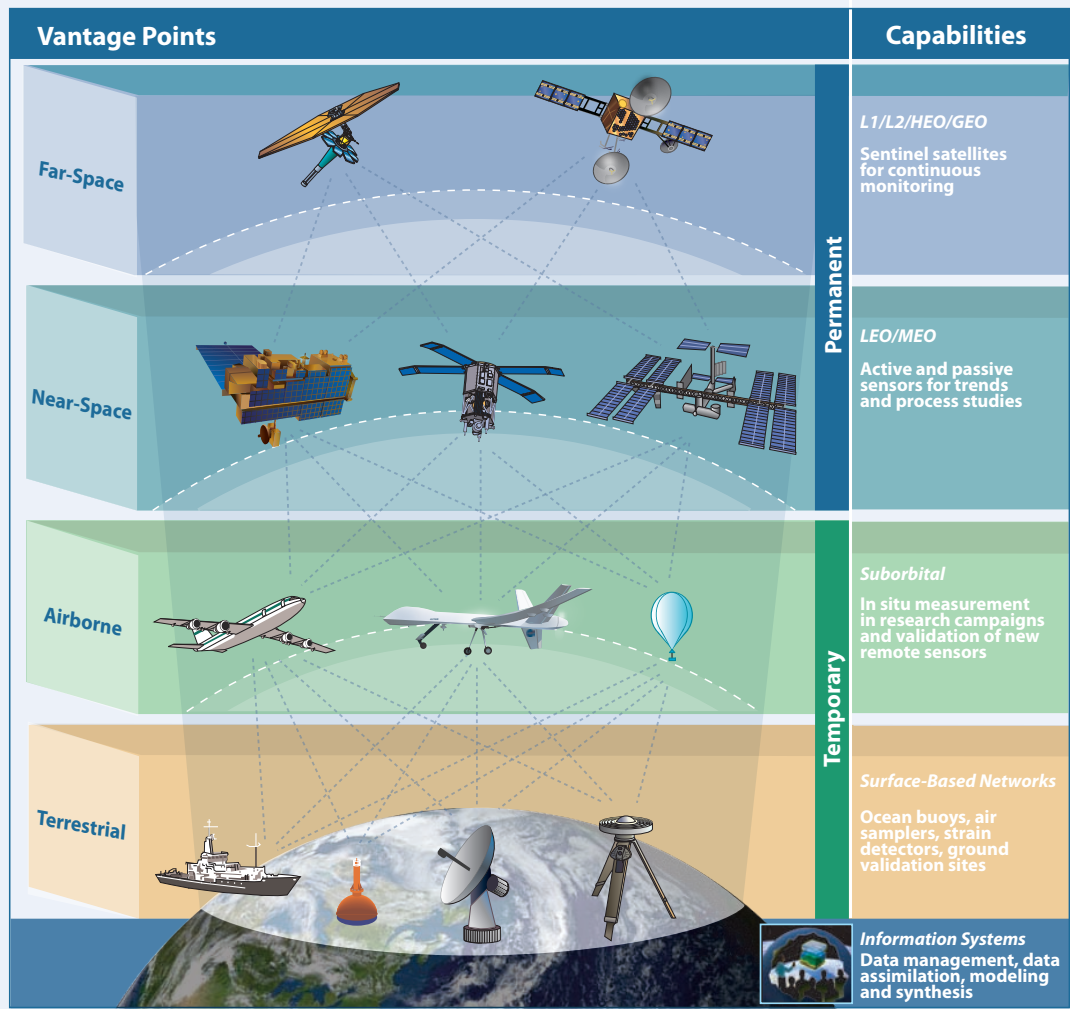 Vantage Points
Capabilities
Far-Space
L1/L2/HEO/GEO
Sentinel satellites
for continuous
monitoring
Permanent
Near-Space
LEO/MEO
Active and passive
sensors for trends
and process studies
Airborne
Suborbital
In situ measurement
in research campaigns
and validation of new
remote sensors
Temporary
Terrestrial
Surface-Based Networks
Ocean buoys, air
samplers, strain
detectors, ground
validation sites
Information Systems
Data management, data
assimilation, modeling
and synthesis